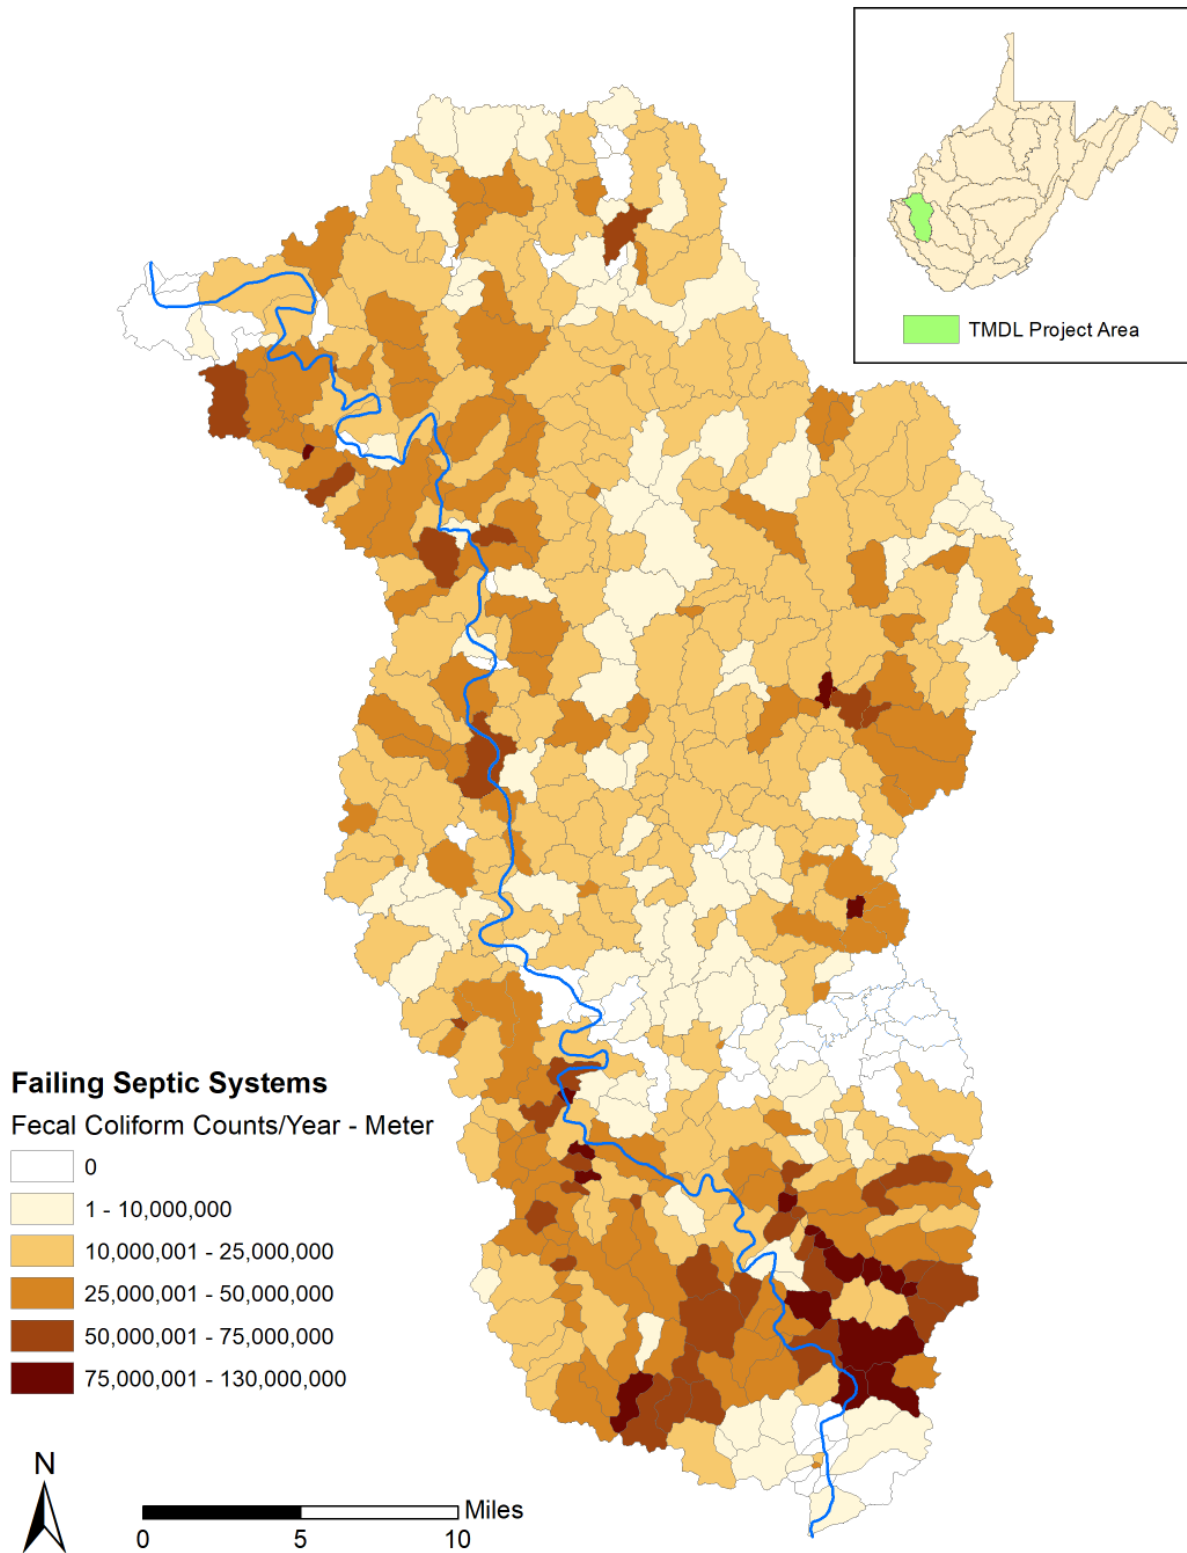 TMDL Project Area
Failing Septic Systems
Fecal Coliform Counts/Year - Meter
0
1 - 10,000,000
10,000,001 - 25,000,000
25,000,001 - 50,000,000
50,000,001 - 75,000,000
75,000,001 - 130,000,000
N
Miles
0 5 10